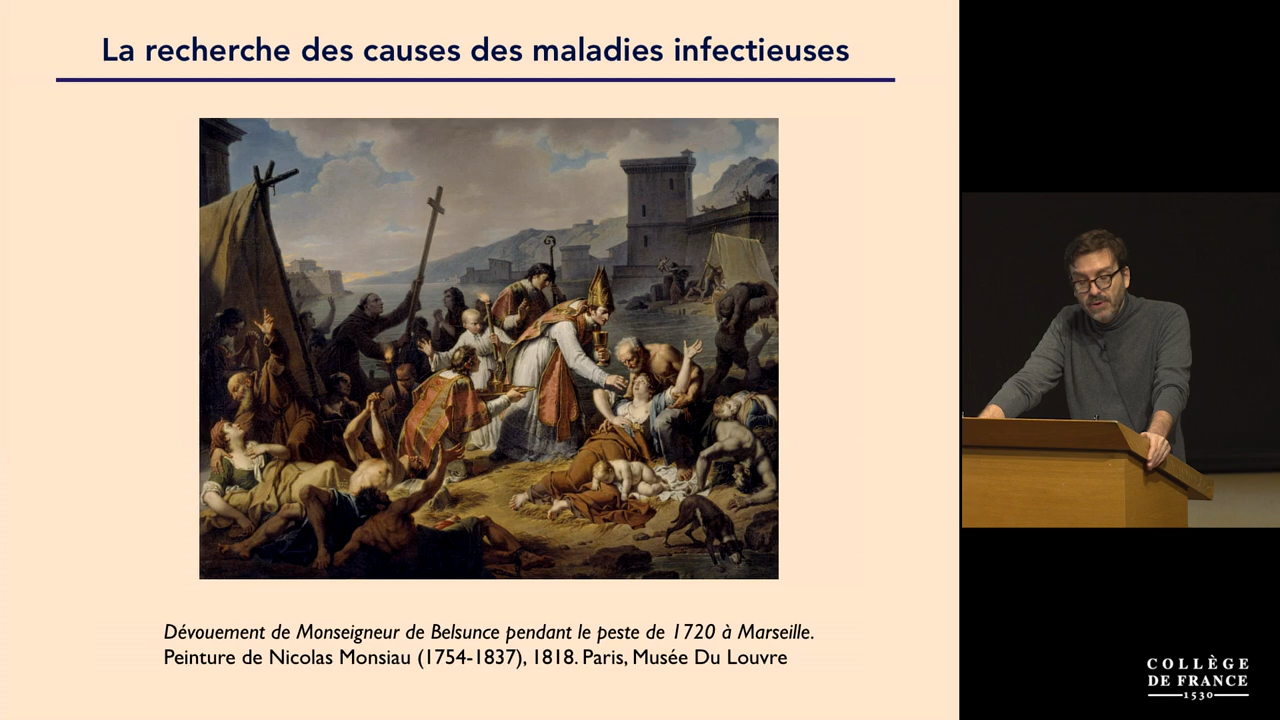 La recherche des causes des maladies infectieuses
Dévouement de Monseigneur de Belsunce pendant le peste de 1720 à Marseille.
Peinture de Nicolas Monsiau (1754-1837), 1818. Paris, Musée Du Louvre
COLLÈGE
DE FRANCE
1530